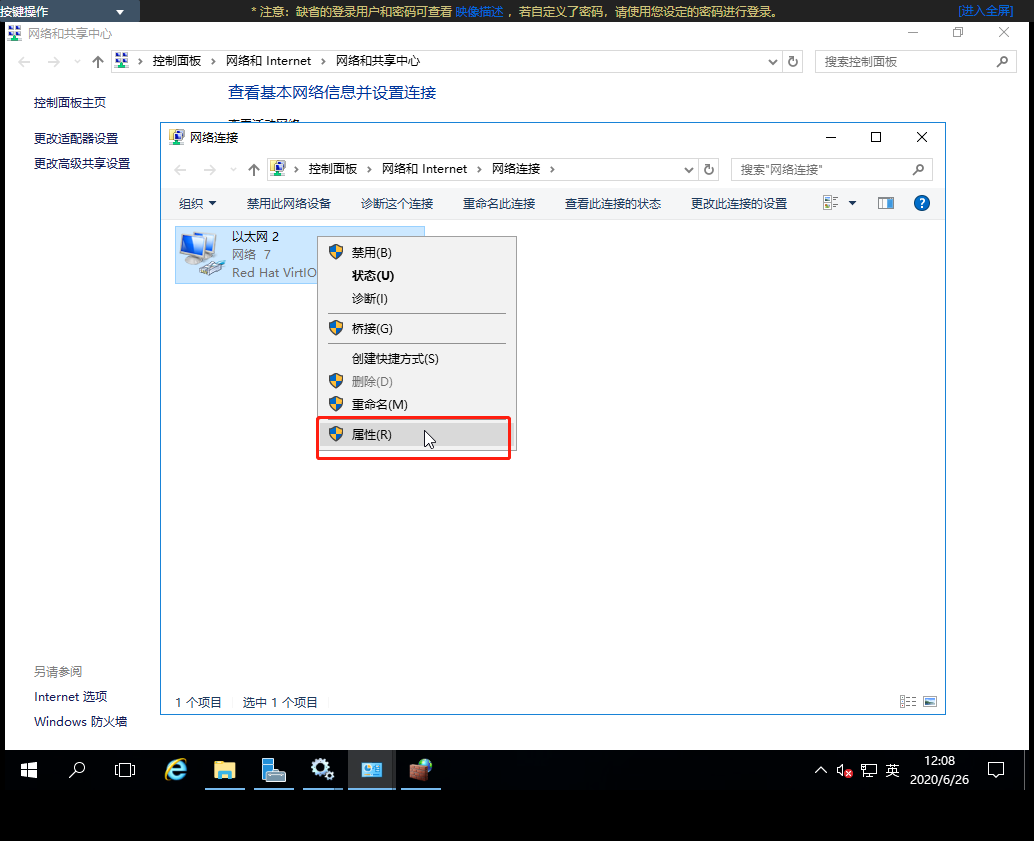 按键操作
* 注意：缺省的登录用户和密码可查看 映像描述 ，若自定义了密码，请使用您设定的密码进行登录。
[进入全屏]
网络和共享中心
控制面板 › 网络和 Internet › 网络和共享中心
搜索控制面板
控制面板主页
更改适配器设置
更改高级共享设置
查看基本网络信息并设置连接
查看活动网络
网络连接
控制面板 › 网络和 Internet › 网络连接 ›
搜索"网络连接"
组织
禁用此网络设备
诊断这个连接
重命名此连接
查看此连接的状态
更改此连接的设置
以太网 2
网络 7
Red Hat VirtIO
禁用(B)
状态(U)
诊断(I)
桥接(G)
创建快捷方式(S)
删除(D)
重命名(M)
属性(R)
1 个项目
选中 1 个项目
另请参阅
Internet 选项
Windows 防火墙
英
12:08
2020/6/26